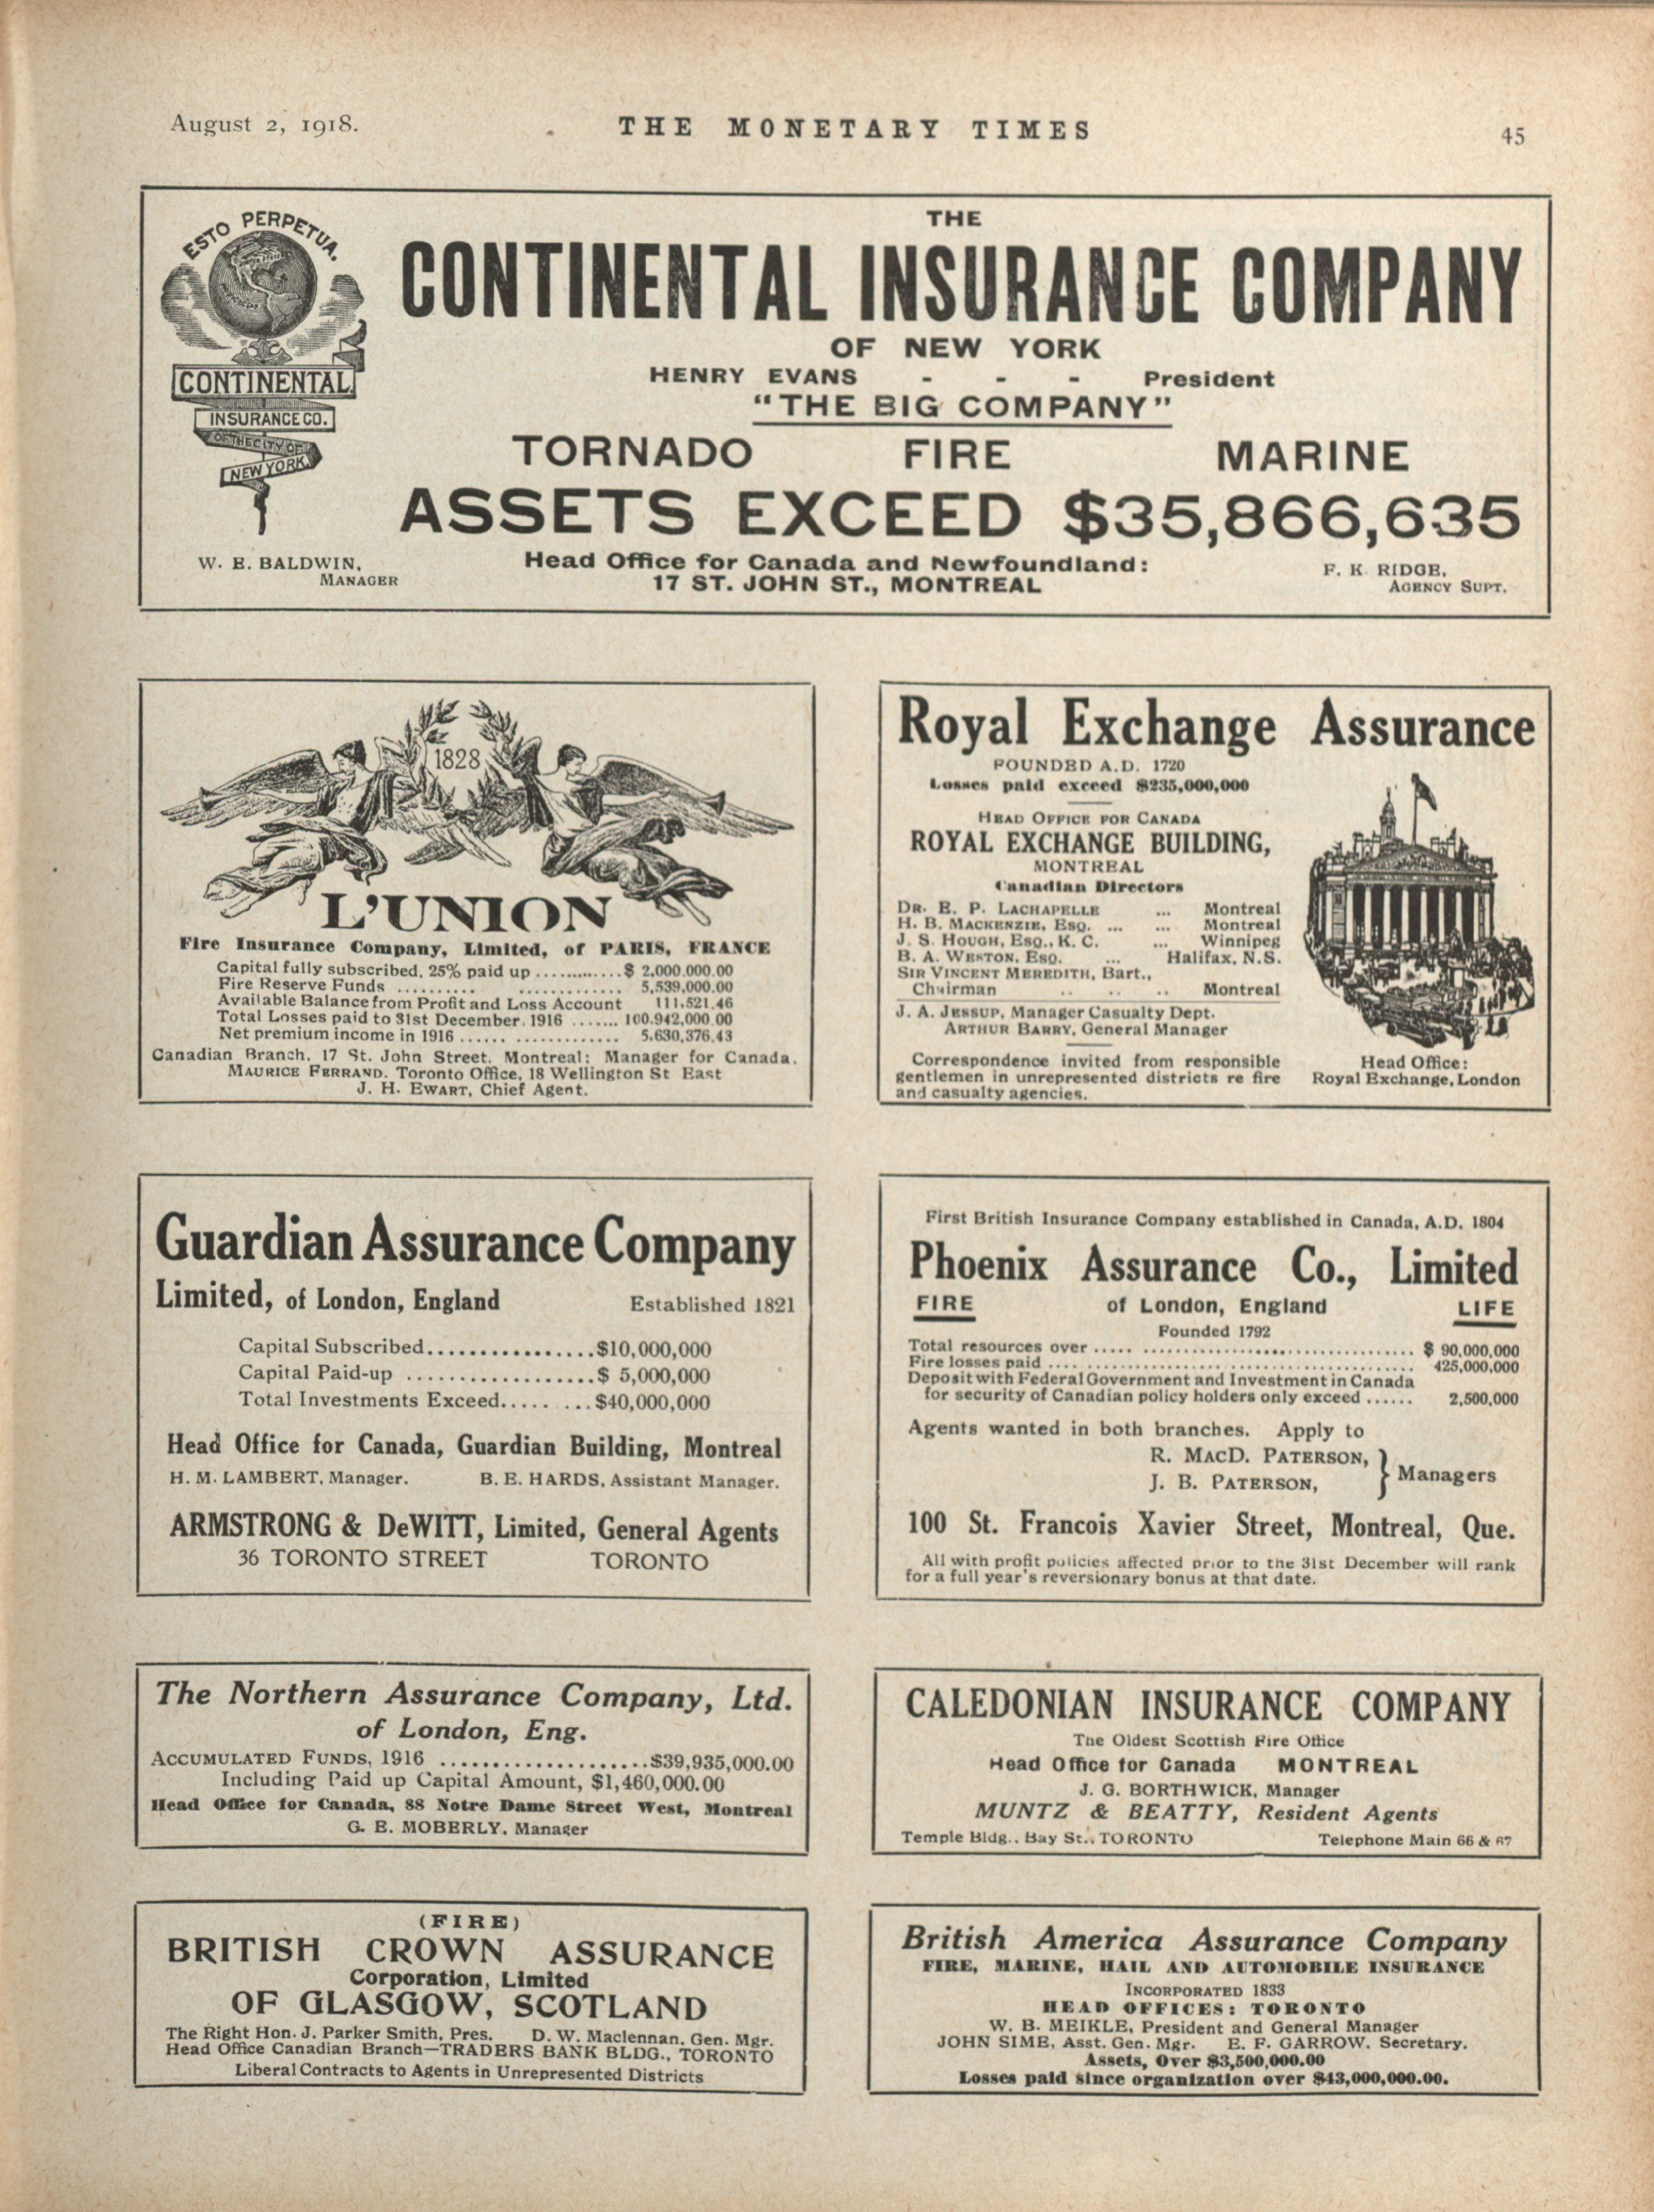 August 2, 1918.
THE MONETARY TIMES
45
ESTO PERPETUA.
CONTINENTAL
INSURANCE CO.
OF THE CITY OF
NEW YORK
THE
CONTINENTAL INSURANCE COMPANY
OF NEW YORK
HENRY EVANS - - - President
"THE BIG COMPANY"
TORNADO FIRE MARINE
ASSETS EXCEED $35,866,635
W. E. BALDWIN,
MANAGER
Head Office for Canada and Newfoundland:
17 ST. JOHN ST., MONTREAL
F. K. RIDGE,
AGENCY SUPT.
1828
L'UNION
Fire Insurance Company, Limited, of PARIS, FRANCE
Capital fully subscribed, 25% paid up .............$ 2,000.000.00
Fire Reserve Funds .......... ............. 5,539,000.00
Available Balance from Profit and Loss Account 111,521.46
Total Losses paid to 31st December, 1916 ....... 100.942,000.00
Net premium income in 1916 ...... ............. 5,630,376.43
Canadian Branch, 17 St. John Street, Montreal; Manager for Canada,
MAURICE FERRAND. Toronto Office, 18 Wellington St East
J. H. EWART, Chief Agent.
Royal Exchange Assurance
FOUNDED A.D. 1720
Losses paid exceed $235,000,000
HEAD OFFICE FOR CANADA
ROYAL EXCHANGE BUILDING,
MONTREAL
Canadian Directors
DR. E. P. LACHAPELLE ... Montreal
H. B. MACKENZIE, ESQ. ... ... Montreal
J. S. HOUGH, ESQ., K. C. ... Winnipeg
B. A. WESTON, ESQ. ... Halifax, N.S.
SIR VINCENT MEREDITH, Bart.,
Chairman .. .. .. Montreal
J. A. JESSUP, Manager Casualty Dept.
ARTHUR BARRY, General Manager
Correspondence invited from responsible
gentlemen in unrepresented districts re fire
and casualty agencies.
Head Office:
Royal Exchange, London
Guardian Assurance Company
Limited, of London, England Established 1821
Capital Subscribed................$10,000,000
Capital Paid-up ..................$ 5,000,000
Total Investments Exceed.........$40,000,000
Head Office for Canada, Guardian Building, Montreal
H. M. LAMBERT, Manager. B. E. HARDS, Assistant Manager.
ARMSTRONG & DeWITT, Limited, General Agents
36 TORONTO STREET TORONTO
First British Insurance Company established in Canada, A.D. 1804
Phoenix Assurance Co., Limited
FIRE of London, England LIFE
Founded 1792
Total resources over ..... ................................ $ 90,000,000
Fire losses paid ........................................... 425,000,000
Deposit with Federal Government and Investment in Canada
for security of Canadian policy holders only exceed ...... 2,500,000
Agents wanted in both branches. Apply to
R. MACD. PATERSON,
J. B. PATERSON,
} Managers
100 St. Francois Xavier Street, Montreal, Que.
All with profit policies affected prior to the 31st December will rank
for a full year's reversionary bonus at that date.
The Northern Assurance Company, Ltd.
of London, Eng.
ACCUMULATED FUNDS, 1916 .....................$39,935,000.00
Including Paid up Capital Amount, $1,460,000.00
Head Office for Canada, 88 Notre Dame Street West, Montreal
G. E. MOBERLY, Manager
CALEDONIAN INSURANCE COMPANY
The Oldest Scottish Fire Office
Head Office for Canada MONTREAL
J. G. BORTHWICK, Manager
MUNTZ & BEATTY, Resident Agents
Temple Bldg., Bay St., TORONTO Telephone Main 66 & 67
(FIRE)
BRITISH CROWN ASSURANCE
Corporation, Limited
OF GLASGOW, SCOTLAND
The Right Hon. J. Parker Smith, Pres. D. W. Maclennan, Gen. Mgr.
Head Office Canadian Branch—TRADERS BANK BLDG., TORONTO
Liberal Contracts to Agents in Unrepresented Districts
British America Assurance Company
FIRE, MARINE, HAIL AND AUTOMOBILE INSURANCE
INCORPORATED 1833
HEAD OFFICES: TORONTO
W. B. MEIKLE, President and General Manager
JOHN SIME, Asst. Gen. Mgr. E. F. GARROW, Secretary.
Assets, Over $3,500,000.00
Losses paid since organization over $43,000,000.00.